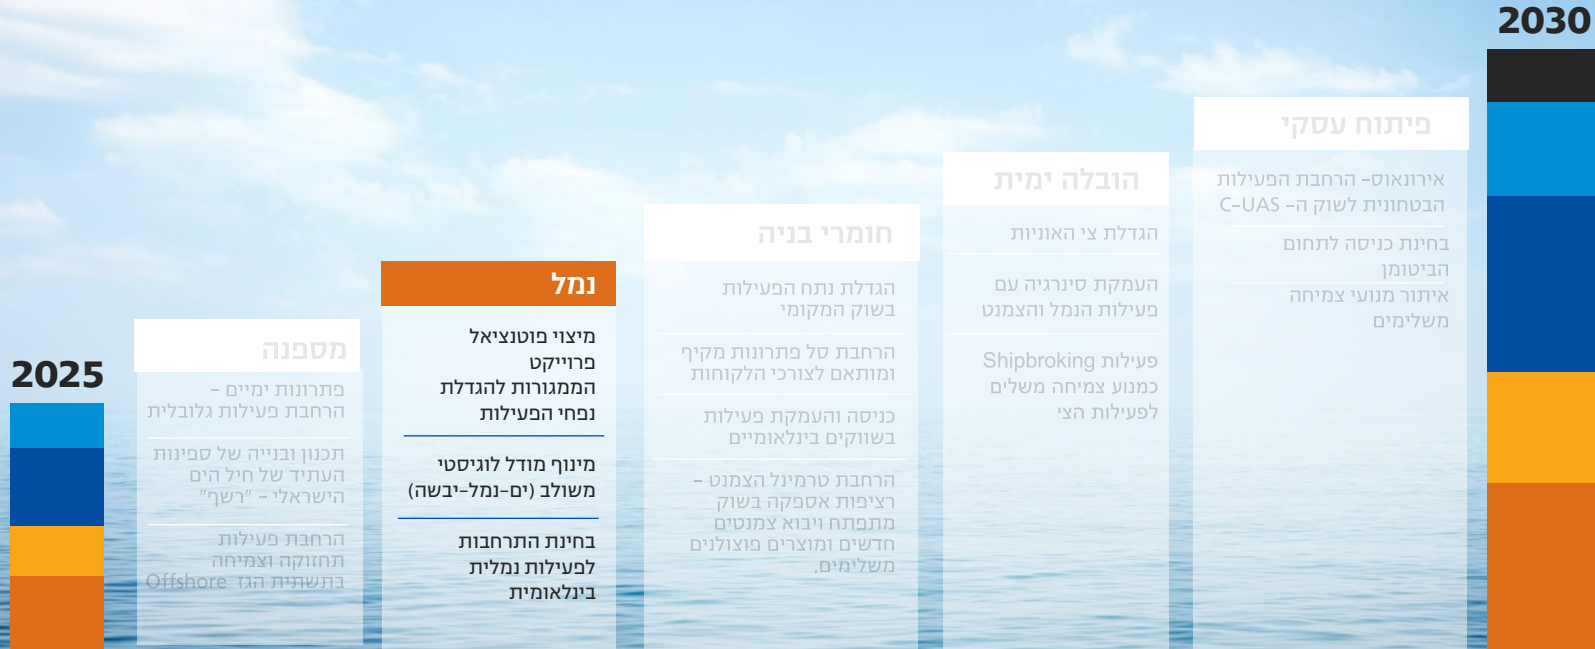 2030
פיתוח עסקי
אירונאוס- הרחבת הפעילות
הבטחונית לשוק ה- C-UAS
בחינת כניסה לתחום
הביטומן
איתור מנועי צמיחה
משלימים
הובלה ימית
הגדלת צי האוניות
העמקת סינרגיה עם
פעילות הנמל והצמנט
פעילות Shipbroking
כמנוע צמיחה משלים
לפעילות הצי
חומרי בניה
הגדלת נתח הפעילות
בשוק המקומי
הרחבת סל פתרונות מקיף
ומותאם לצורכי הלקוחות
כניסה והעמקת פעילות
בשווקים בינלאומיים
הרחבת טרמינל הצמנט –
רציפות אספקה בשוק
מתפתח ויבוא צמנטים
חדשים ומוצרים פוצולנים
משלימים.
נמל
מיצוי פוטנציאל
פרוייקט
הממגורות להגדלת
נפחי הפעילות
מינוף מודל לוגיסטי
משולב (ים-נמל-יבשה)
בחינת התרחבות
לפעילות נמלית
בינלאומית
מספנה
פתרונות ימיים –
הרחבת פעילות גלובלית
תכנון ובנייה של ספינות
העתיד של חיל הים
הישראלי – "רשף"
הרחבת פעילות
תחזוקה וצמיחה
בתשתית הגז Offshore
2025